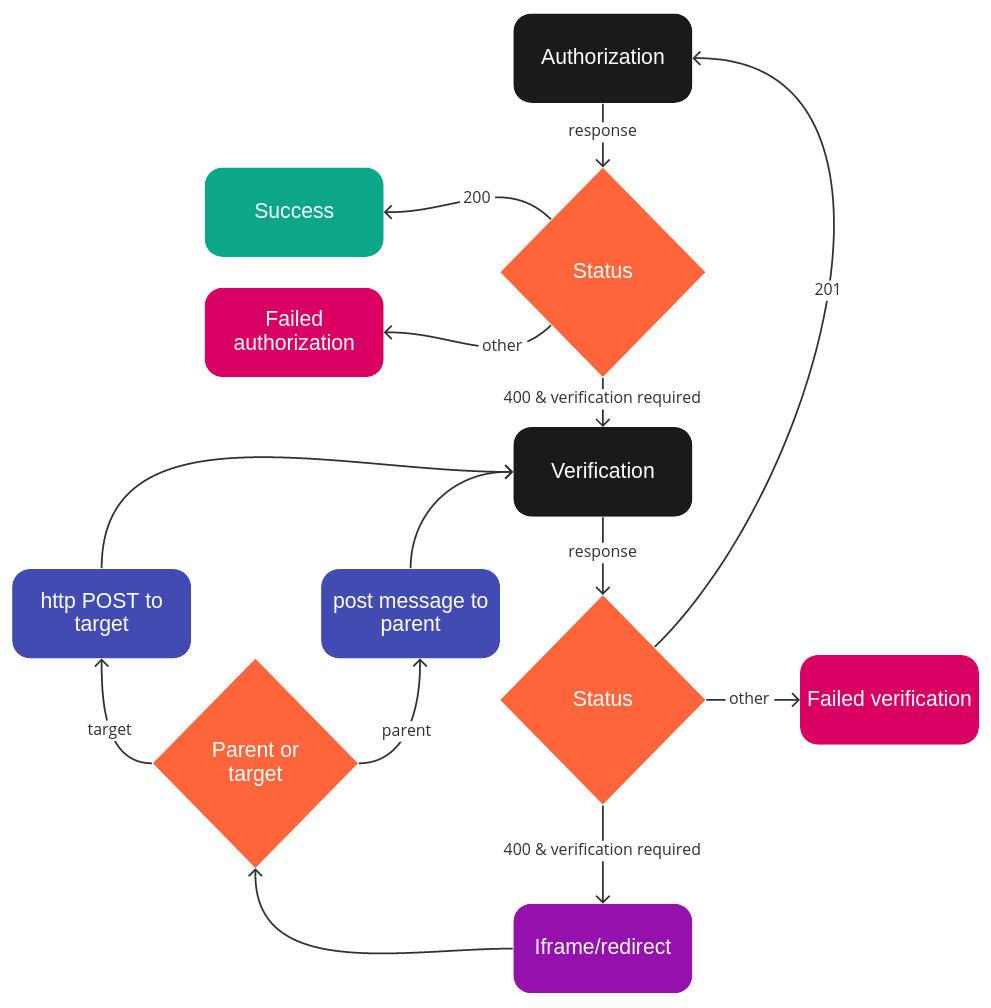 Authorization
response
200
Success
Status
201
Failed
authorization
other
400 & verification required
Verification
response
http POST to
target
post message to
parent
Status
other
Failed verification
target
parent
Parent or
target
400 & verification required
Iframe/redirect